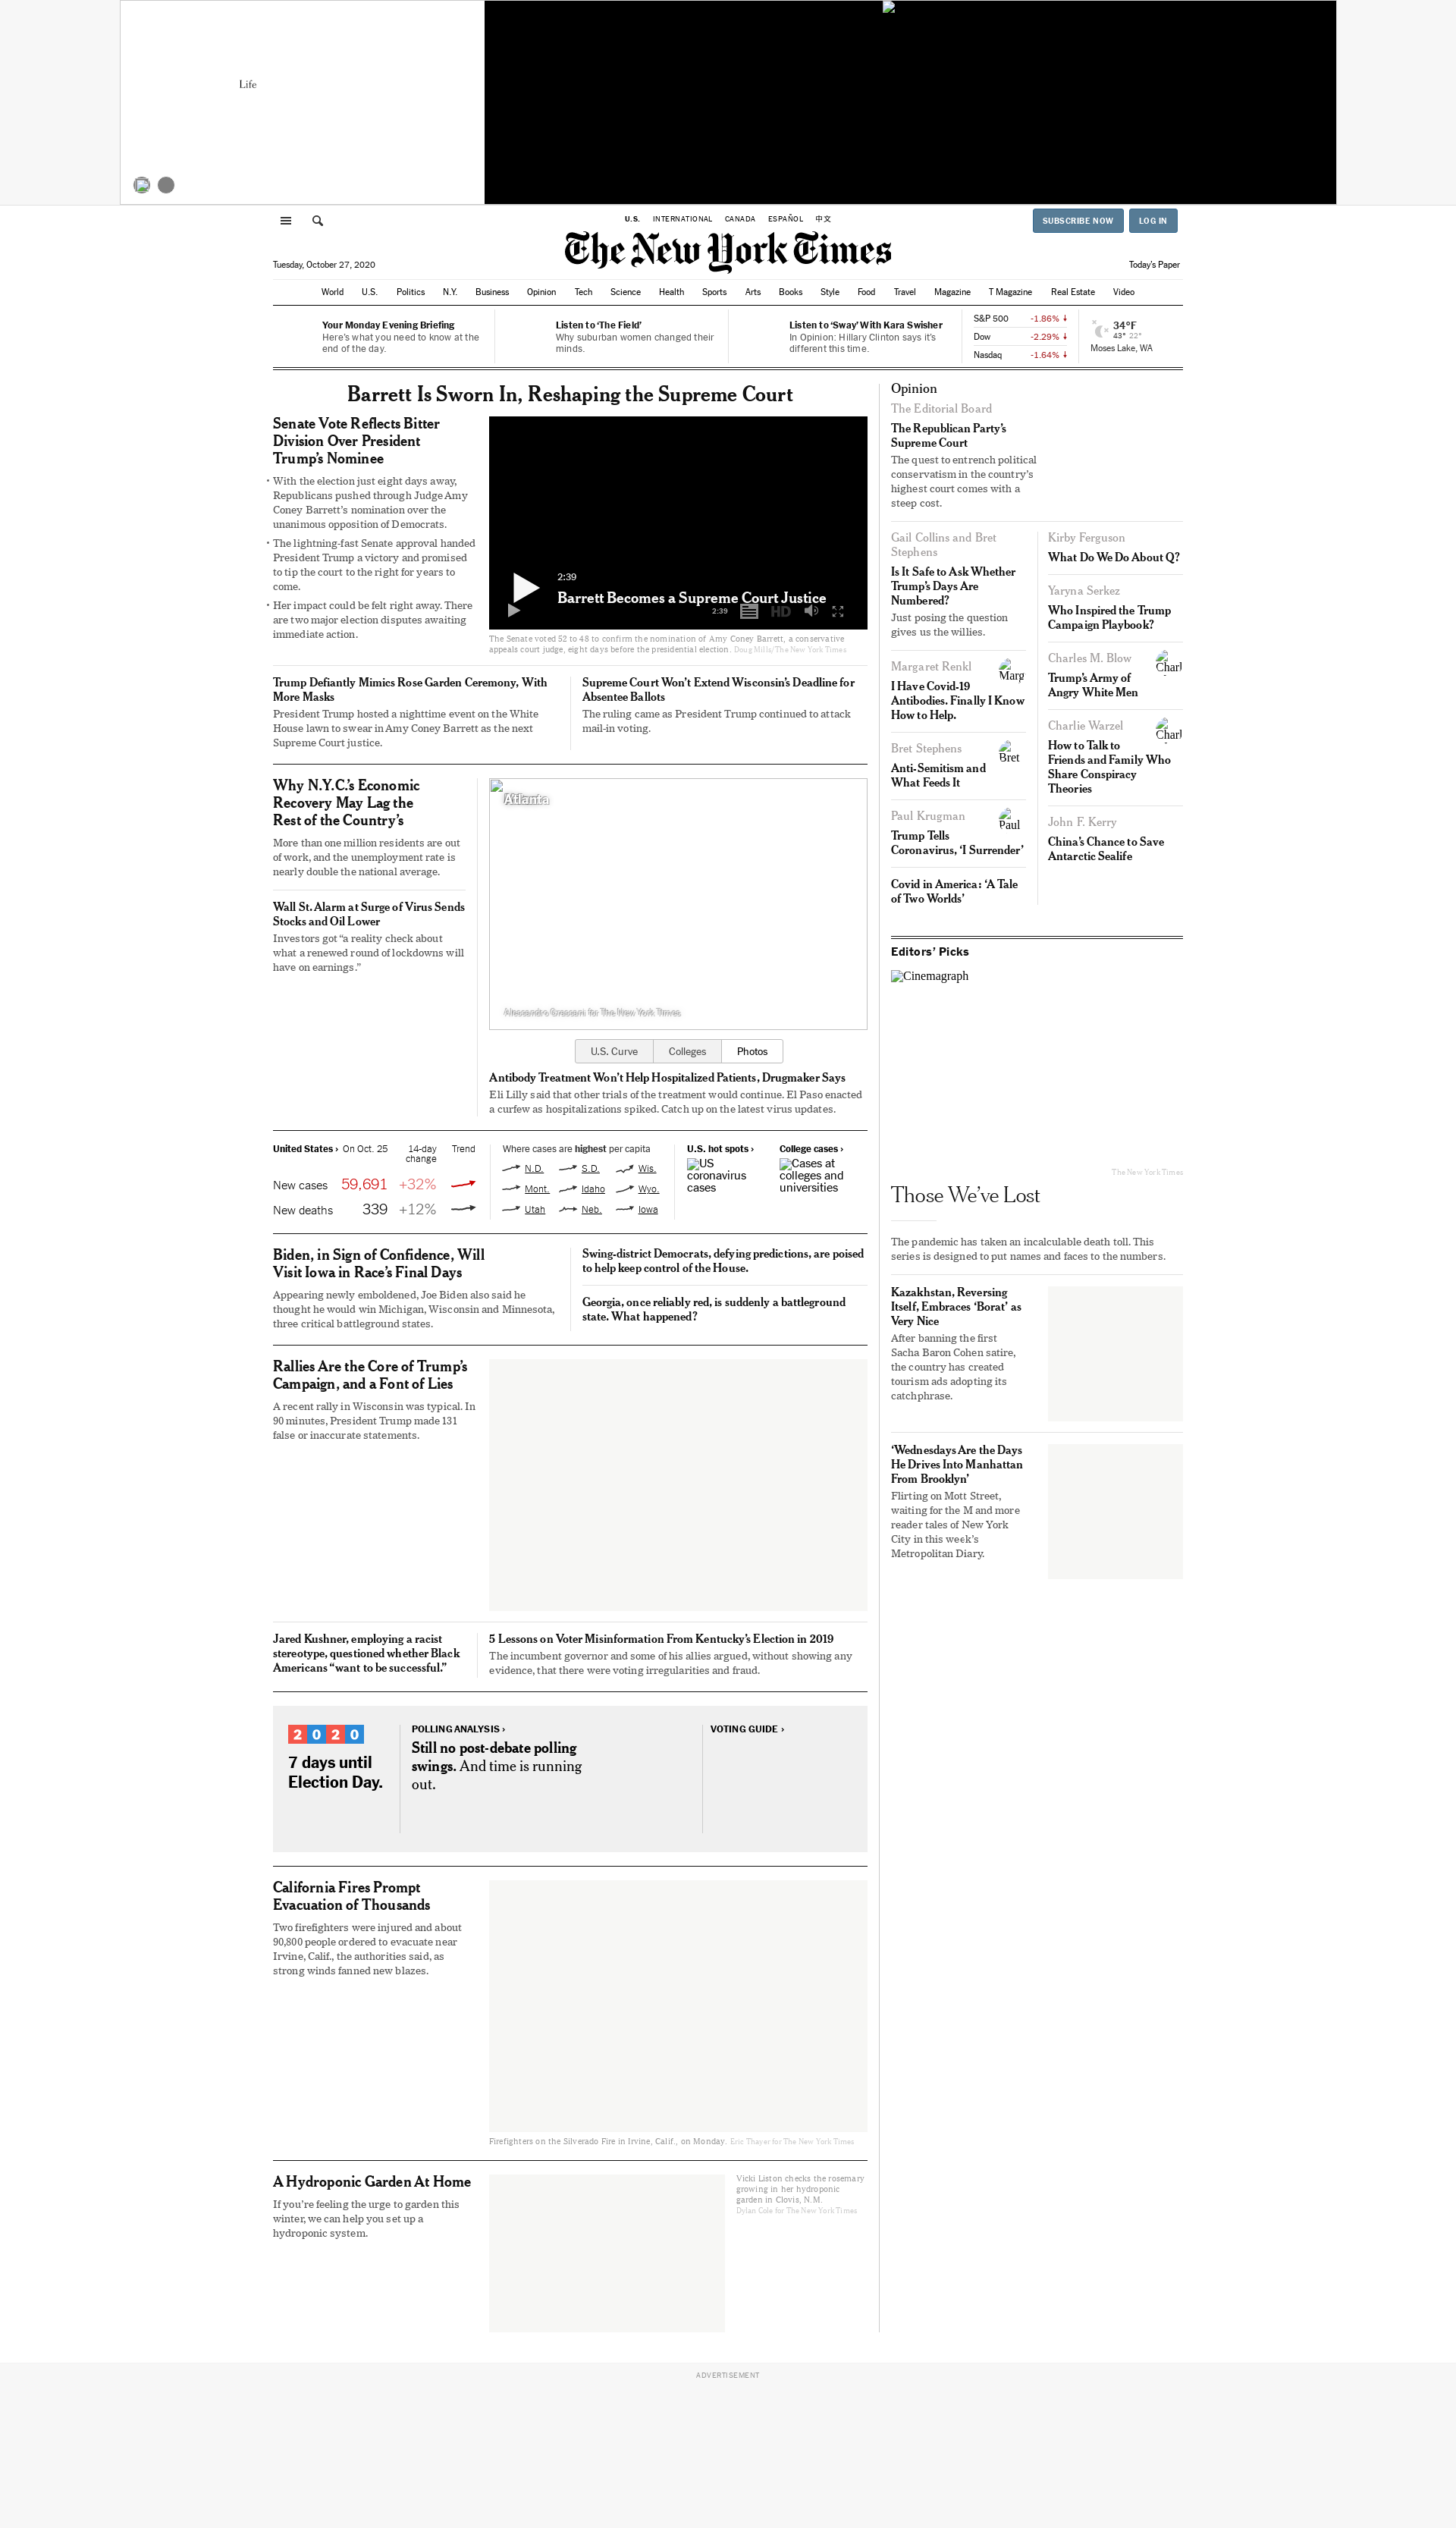 Life
U.S. INTERNATIONAL CANADA ESPAÑOL 中文
SUBSCRIBE NOW LOG IN
The New York Times
Tuesday, October 27, 2020
Today's Paper
World U.S. Politics N.Y. Business Opinion Tech Science Health Sports Arts Books Style Food Travel Magazine T Magazine Real Estate Video
Your Monday Evening Briefing
Here's what you need to know at the
end of the day.
Listen to 'The Field'
Why suburban women changed their
minds.
Listen to 'Sway' With Kara Swisher
In Opinion: Hillary Clinton says it's
different this time.
S&P 500 -1.86%
Dow -2.29%
Nasdaq -1.64%
34°F
43° 22°
Moses Lake, WA
Barrett Is Sworn In, Reshaping the Supreme Court
Senate Vote Reflects Bitter
Division Over President
Trump's Nominee
• With the election just eight days away,
Republicans pushed through Judge Amy
Coney Barrett's nomination over the
unanimous opposition of Democrats.
• The lightning-fast Senate approval handed
President Trump a victory and promised
to tip the court to the right for years to
come.
• Her impact could be felt right away. There
are two major election disputes awaiting
immediate action.
2:39
Barrett Becomes a Supreme Court Justice
2:39 HD
The Senate voted 52 to 48 to confirm the nomination of Amy Coney Barrett, a conservative
appeals court judge, eight days before the presidential election. Doug Mills/The New York Times
Trump Defiantly Mimics Rose Garden Ceremony, With
More Masks
President Trump hosted a nighttime event on the White
House lawn to swear in Amy Coney Barrett as the next
Supreme Court justice.
Supreme Court Won't Extend Wisconsin's Deadline for
Absentee Ballots
The ruling came as President Trump continued to attack
mail-in voting.
Why N.Y.C.'s Economic
Recovery May Lag the
Rest of the Country's
More than one million residents are out
of work, and the unemployment rate is
nearly double the national average.
Wall St. Alarm at Surge of Virus Sends
Stocks and Oil Lower
Investors got "a reality check about
what a renewed round of lockdowns will
have on earnings."
Atlanta
Alessandro Grassani for The New York Times
U.S. Curve Colleges Photos
Antibody Treatment Won't Help Hospitalized Patients, Drugmaker Says
Eli Lilly said that other trials of the treatment would continue. El Paso enacted
a curfew as hospitalizations spiked. Catch up on the latest virus updates.
United States › On Oct. 25 14-day Trend
change
New cases 59,691 +32%
New deaths 339 +12%
Where cases are highest per capita
N.D. S.D. Wis.
Mont. Idaho Wyo.
Utah Neb. Iowa
U.S. hot spots ›
US
coronavirus
cases
College cases ›
Cases at
colleges and
universities
Biden, in Sign of Confidence, Will
Visit Iowa in Race's Final Days
Appearing newly emboldened, Joe Biden also said he
thought he would win Michigan, Wisconsin and Minnesota,
three critical battleground states.
Swing-district Democrats, defying predictions, are poised
to help keep control of the House.
Georgia, once reliably red, is suddenly a battleground
state. What happened?
Rallies Are the Core of Trump's
Campaign, and a Font of Lies
A recent rally in Wisconsin was typical. In
90 minutes, President Trump made 131
false or inaccurate statements.
Jared Kushner, employing a racist
stereotype, questioned whether Black
Americans "want to be successful."
5 Lessons on Voter Misinformation From Kentucky's Election in 2019
The incumbent governor and some of his allies argued, without showing any
evidence, that there were voting irregularities and fraud.
2020
7 days until
Election Day.
POLLING ANALYSIS ›
Still no post-debate polling
swings. And time is running
out.
VOTING GUIDE ›
California Fires Prompt
Evacuation of Thousands
Two firefighters were injured and about
90,800 people ordered to evacuate near
Irvine, Calif., the authorities said, as
strong winds fanned new blazes.
Firefighters on the Silverado Fire in Irvine, Calif., on Monday. Eric Thayer for The New York Times
A Hydroponic Garden At Home
If you're feeling the urge to garden this
winter, we can help you set up a
hydroponic system.
Vicki Liston checks the rosemary
growing in her hydroponic
garden in Clovis, N.M.
Dylan Cole for The New York Times
Opinion
The Editorial Board
The Republican Party's
Supreme Court
The quest to entrench political
conservatism in the country's
highest court comes with a
steep cost.
Gail Collins and Bret
Stephens
Is It Safe to Ask Whether
Trump's Days Are
Numbered?
Just posing the question
gives us the willies.
Margaret Renkl
Marg
I Have Covid-19
Antibodies. Finally I Know
How to Help.
Bret Stephens
Bret
Anti-Semitism and
What Feeds It
Paul Krugman
Paul
Trump Tells
Coronavirus, 'I Surrender'
Covid in America: 'A Tale
of Two Worlds'
Kirby Ferguson
What Do We Do About Q?
Yaryna Serkez
Who Inspired the Trump
Campaign Playbook?
Charles M. Blow
Charl
Trump's Army of
Angry White Men
Charlie Warzel
Charl
How to Talk to
Friends and Family Who
Share Conspiracy
Theories
John F. Kerry
China's Chance to Save
Antarctic Sealife
Editors' Picks
Cinemagraph
The New York Times
Those We've Lost
The pandemic has taken an incalculable death toll. This
series is designed to put names and faces to the numbers.
Kazakhstan, Reversing
Itself, Embraces 'Borat' as
Very Nice
After banning the first
Sacha Baron Cohen satire,
the country has created
tourism ads adopting its
catchphrase.
'Wednesdays Are the Days
He Drives Into Manhattan
From Brooklyn'
Flirting on Mott Street,
waiting for the M and more
reader tales of New York
City in this week's
Metropolitan Diary.
ADVERTISEMENT